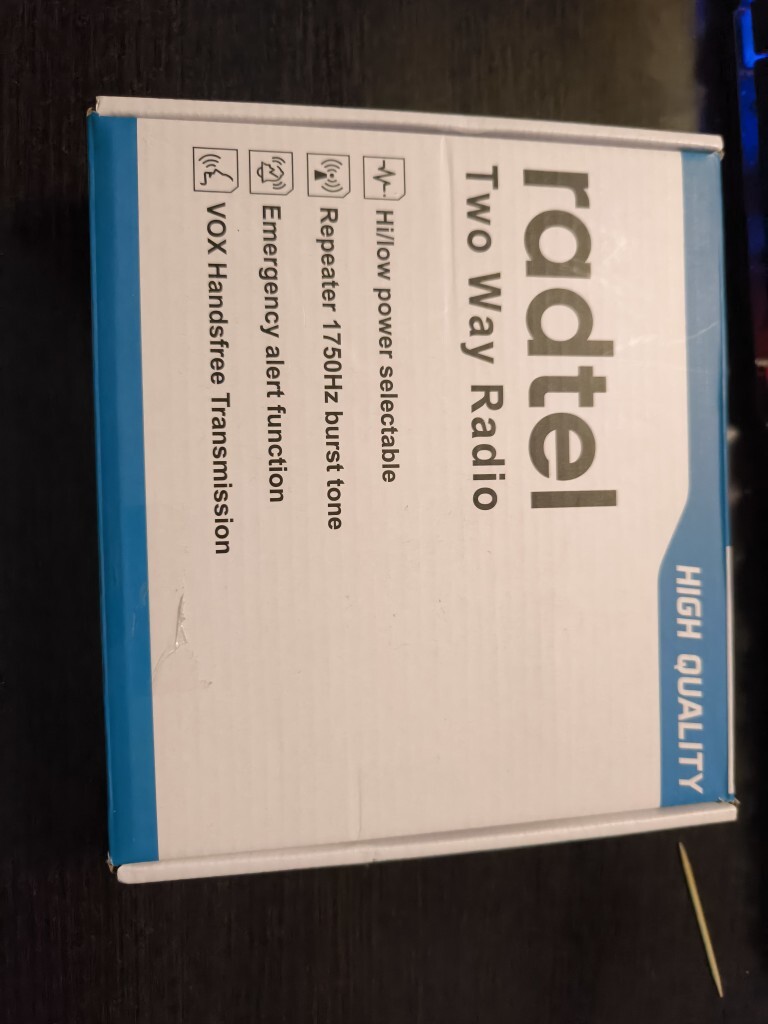 HIGH QUALITY
radtel
Two Way Radio
Hi/low power selectable
Repeater 1750Hz burst tone
Emergency alert function
VOX Handsfree Transmission